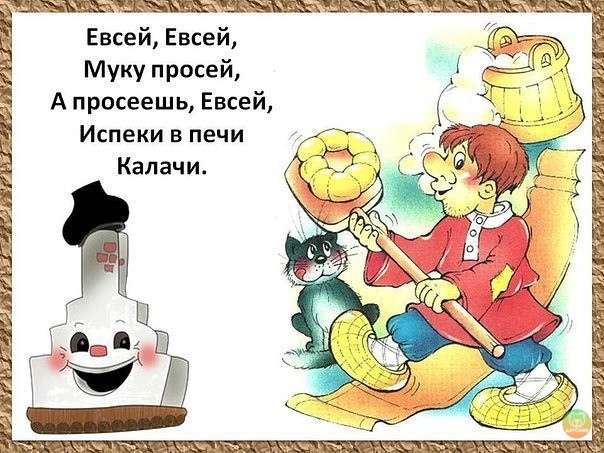 Евсей, Евсей,
Муку просей,
А просеешь, Евсей,
Испеки в печи
Калачи.